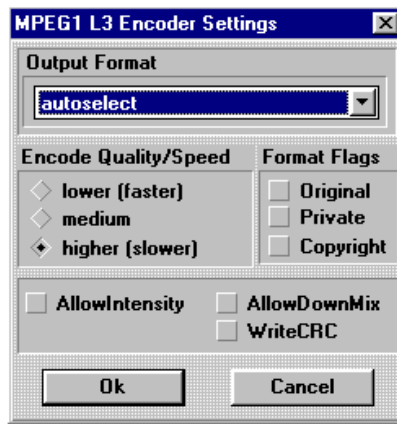 MPEG1 L3 Encoder Settings
Output Format
autoselect
Encode Quality/Speed
lower (faster)
medium
higher (slower)
Format Flags
Original
Private
Copyright
AllowIntensity
AllowDownMix
WriteCRC
Ok
Cancel